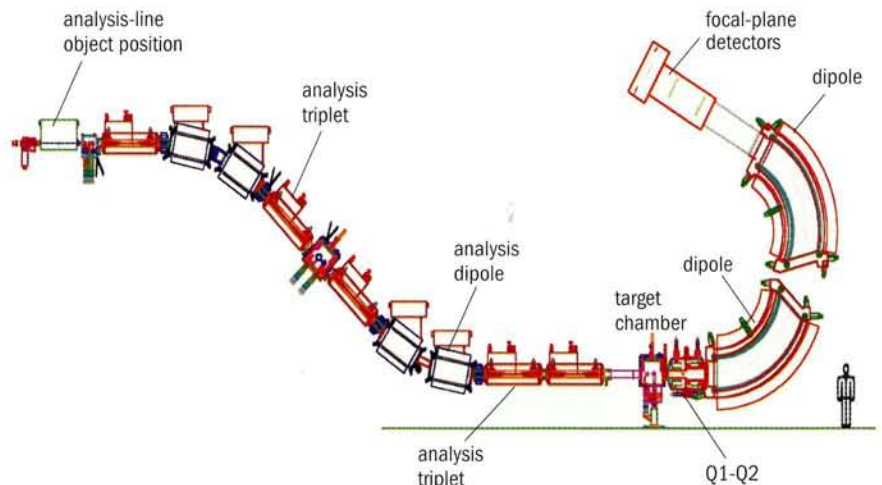 analysis-line
object position
analysis
triplet
focal-plane
detectors
dipole
analysis
dipole
dipole
target
chamber
analysis
triplet
Q1-Q2